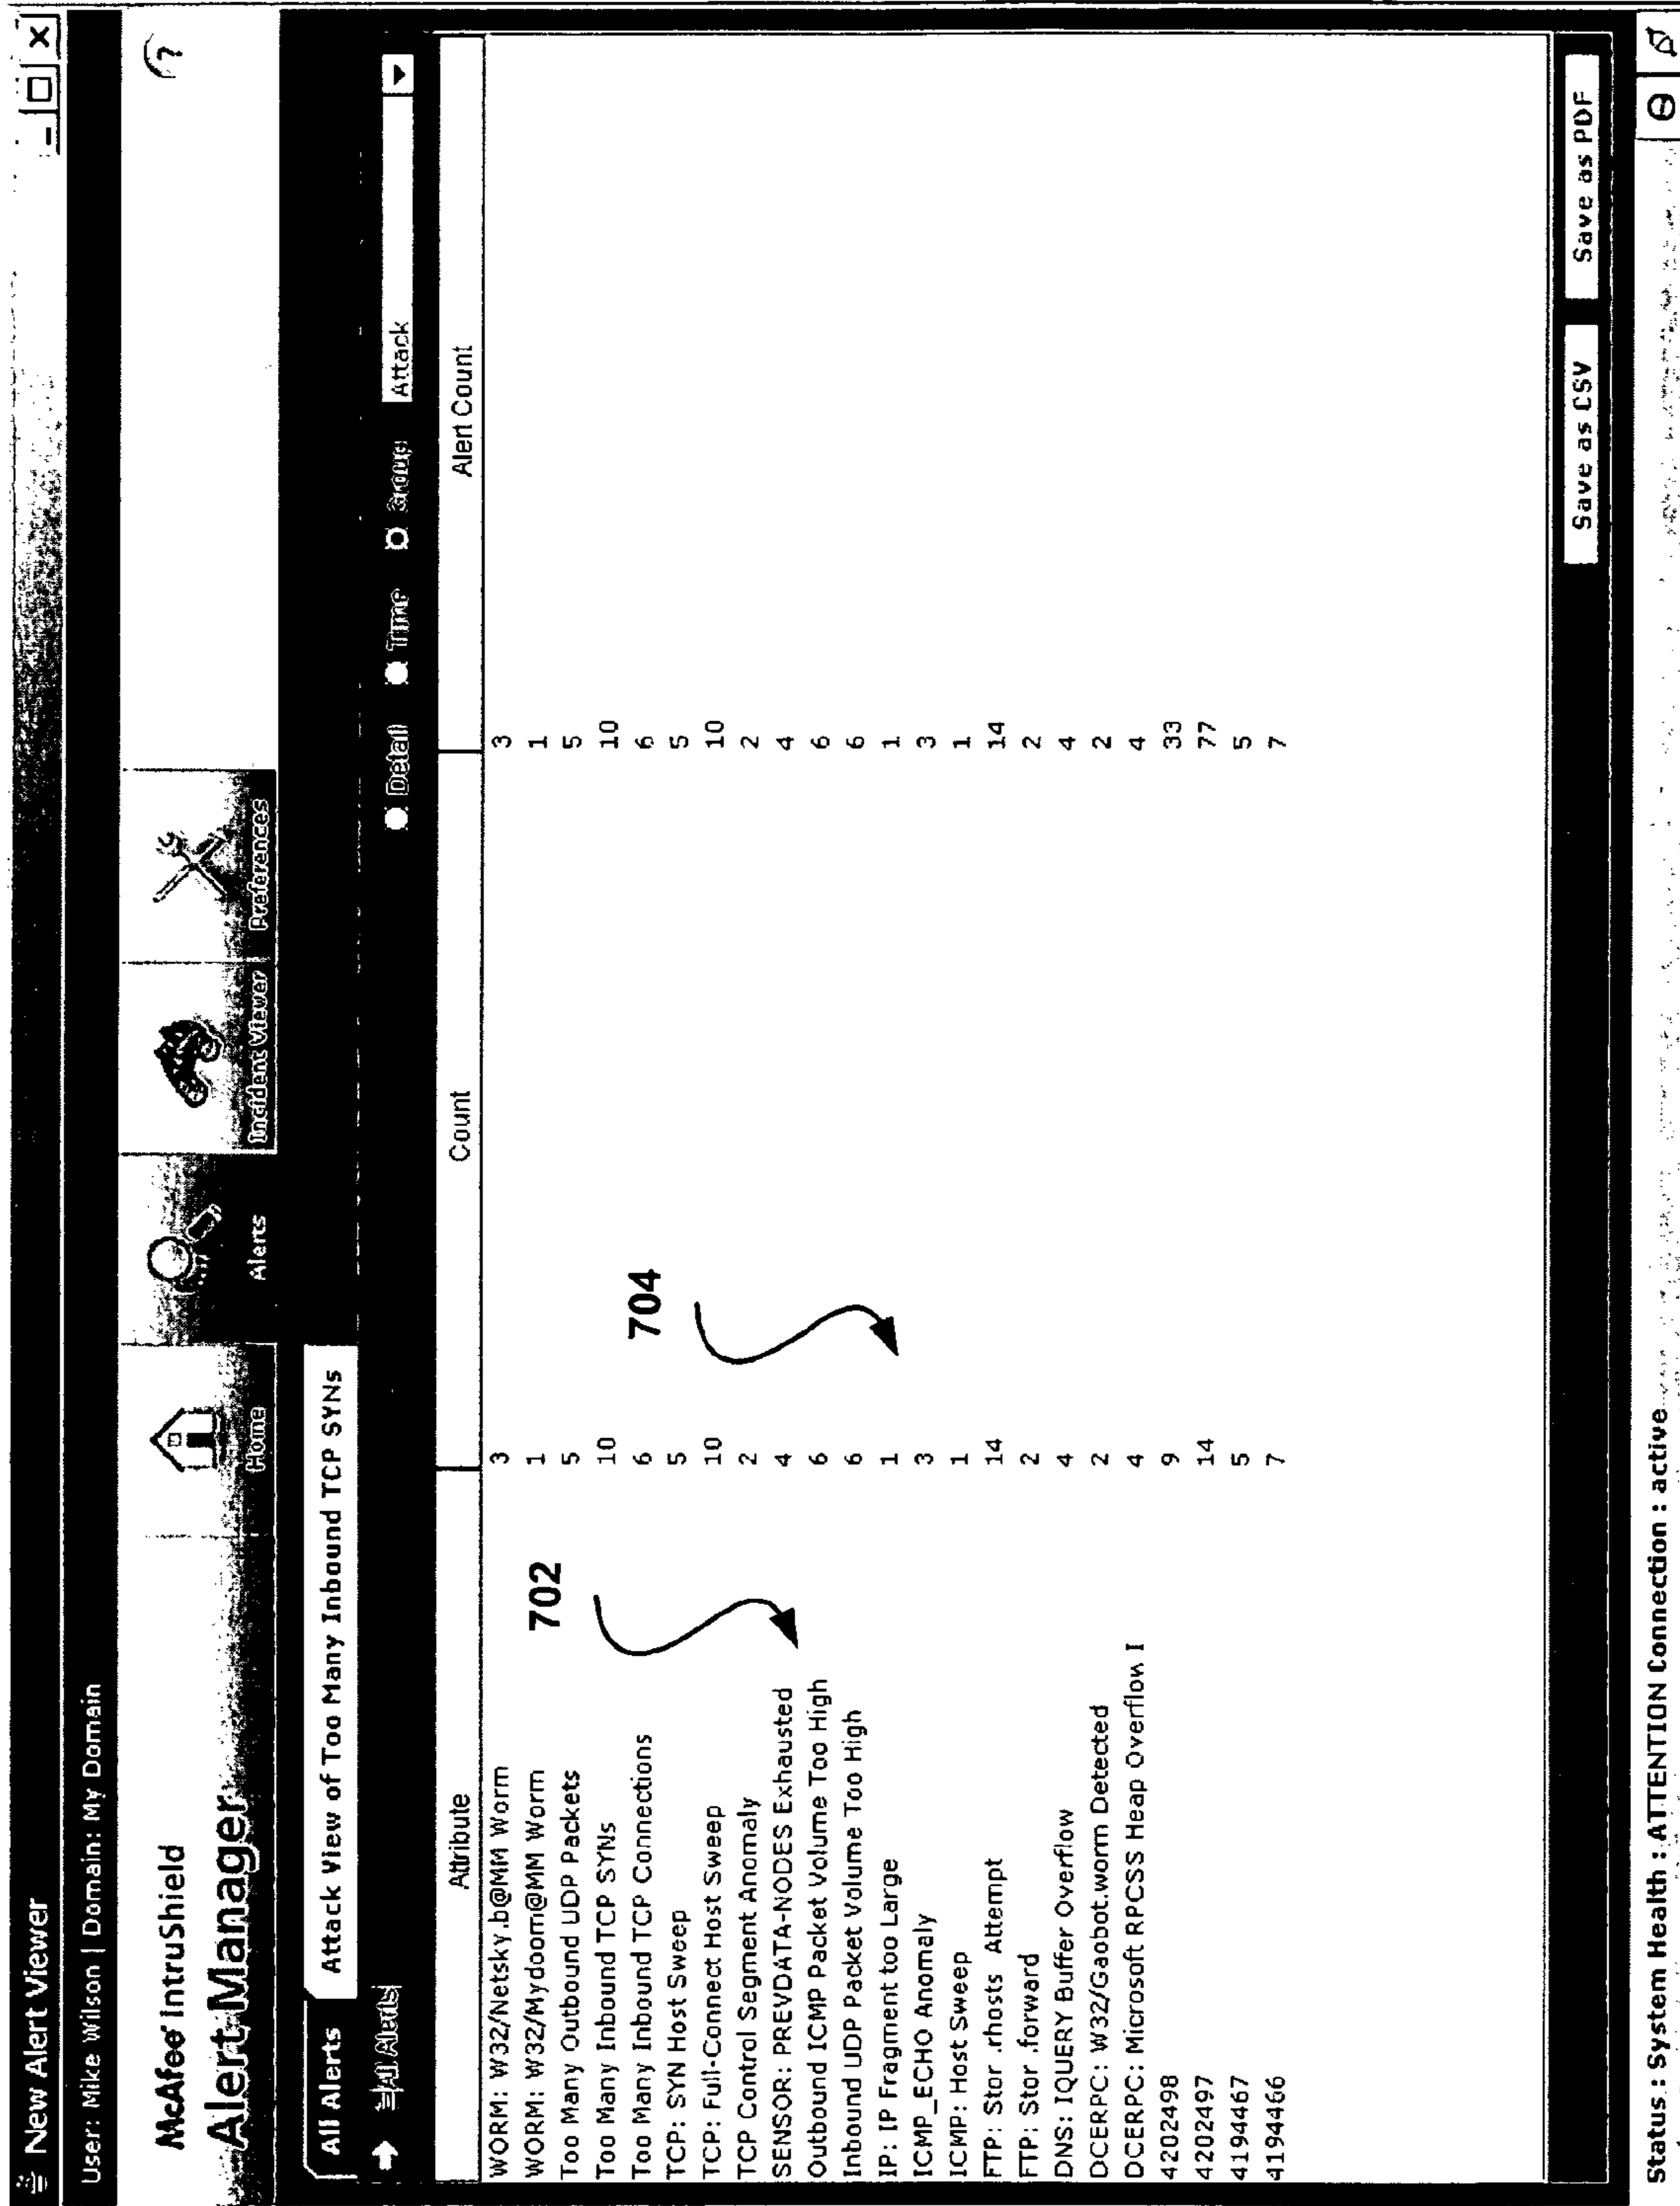 New Alert Viewer
User: Mike Wilson | Domain: My Domain
McAfee IntruShield
Alert Manager
Home
Alerts
Incident Viewer
Preferences
?
All Alerts
Attack View of Too Many Inbound TCP SYNs
All Alerts
Detail
Time
Group
Attack
Attribute Count Alert Count
WORM: W32/Netsky.b@MM Worm 3 3
WORM: W32/Mydoom@MM Worm 1 1
Too Many Outbound UDP Packets 5 5
Too Many Inbound TCP SYNs 10 10
Too Many Inbound TCP Connections 6 6
TCP: SYN Host Sweep 5 5
TCP: Full-Connect Host Sweep 10 10
TCP Control Segment Anomaly 2 2
SENSOR: PREVDATA-NODES Exhausted 4 4
Outbound ICMP Packet Volume Too High 6 6
Inbound UDP Packet Volume Too High 6 6
IP: IP Fragment too Large 1 1
ICMP_ECHO Anomaly 3 3
ICMP: Host Sweep 1 1
FTP: Stor .rhosts Attempt 14 14
FTP: Stor .forward 2 2
DNS: IQUERY Buffer Overflow 4 4
DCERPC: W32/Gaobot.worm Detected 2 2
DCERPC: Microsoft RPCSS Heap Overflow I 4 4
4202498 9 33
4202497 14 77
4194467 5 5
4194466 7 7
702
704
Save as CSV
Save as PDF
Status : System Health : ATTENTION Connection : active